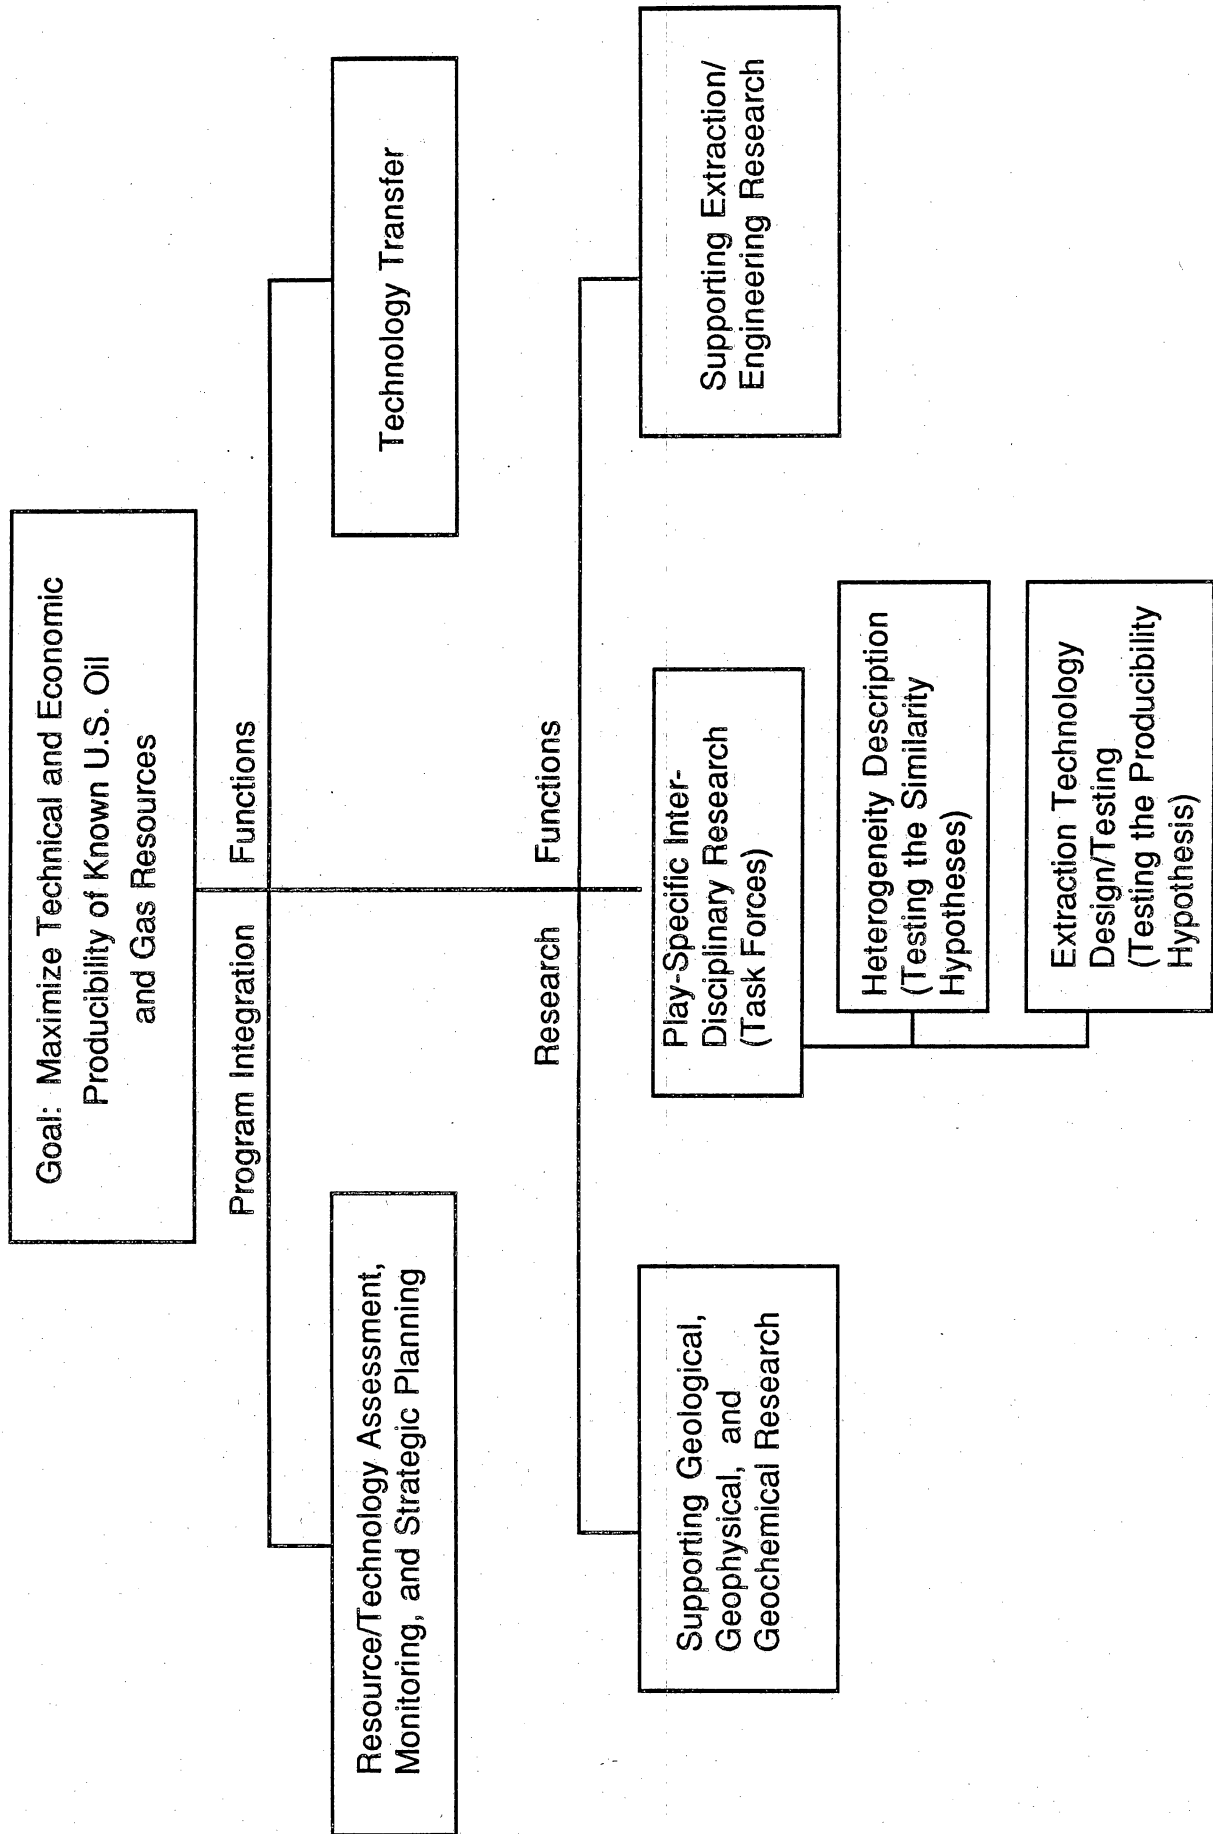 Goal: Maximize Technical and Economic
Producibility of Known U.S. Oil
and Gas Resources
Program Integration Functions
Resource/Technology Assessment,
Monitoring, and Strategic Planning
Technology Transfer
Research Functions
Supporting Geological,
Geophysical, and
Geochemical Research
Play-Specific Inter-
Disciplinary Research
(Task Forces)
Supporting Extraction/
Engineering Research
Heterogeneity Description
(Testing the Similarity
Hypotheses)
Extraction Technology
Design/Testing
(Testing the Producibility
Hypothesis)